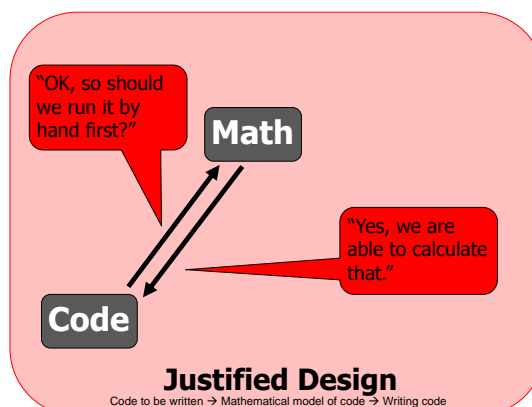 “OK, so should
we run it by
hand first?”
Math
“Yes, we are
able to calculate
that.”
Code
Justified Design
Code to be written → Mathematical model of code → Writing code